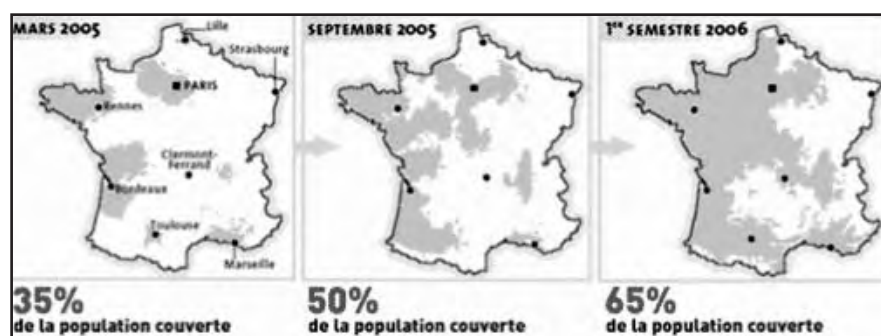 MARS 2005
Lille
Strasbourg
PARIS
Rennes
Clermont-
Ferrand
Bordeaux
Toulouse
Marseille
35%
de la population couverte
SEPTEMBRE 2005
50%
de la population couverte
1ER SEMESTRE 2006
65%
de la population couverte